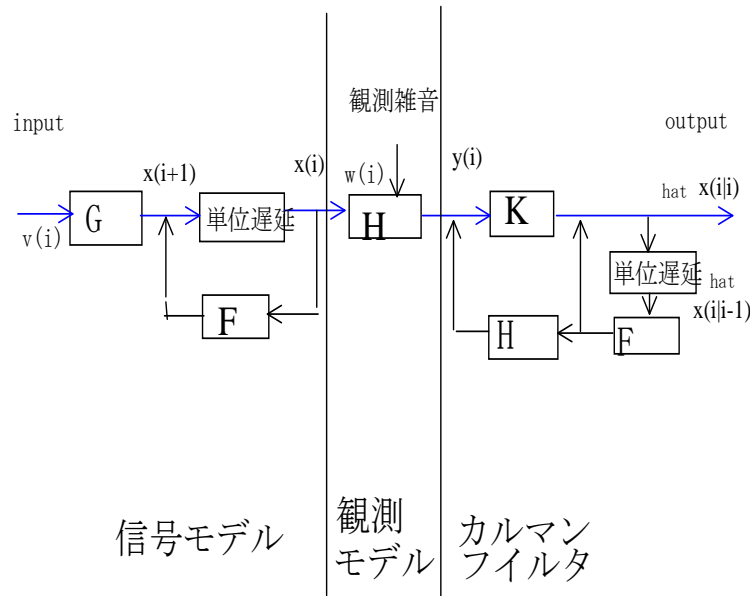 input
v(i)
G
x(i+1)
単位遅延
F
x(i)
観測雑音
w(i)
H
y(i)
K
H
output
hat x(i|i)
単位遅延
hat
x(i|i-1)
F
信号モデル
観測
モデル
カルマン
フイルタ